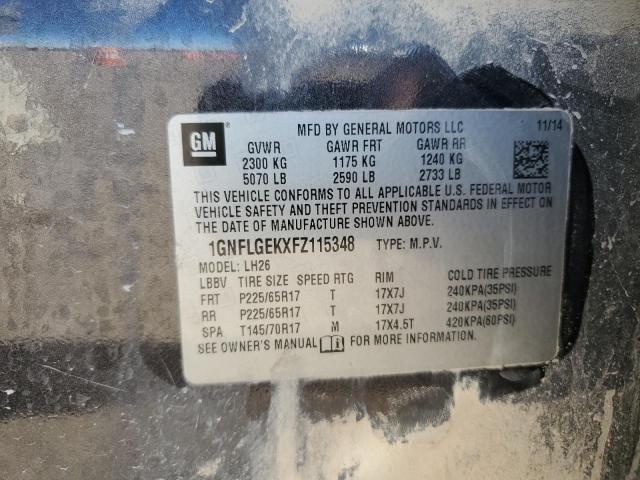 GM ®
MFD BY GENERAL MOTORS LLC 11/14
GVWR GAWR FRT GAWR RR
2300 KG 1175 KG 1240 KG
5070 LB 2590 LB 2733 LB
THIS VEHICLE CONFORMS TO ALL APPLICABLE U.S. FEDERAL MOTOR
VEHICLE SAFETY AND THEFT PREVENTION STANDARDS IN EFFECT ON
THE DATE OF MANUFACTURE SHOWN ABOVE.
1GNFLGEKXFZ115348 TYPE: M.P.V.
MODEL: LH26
LBBV TIRE SIZE SPEED RTG RIM COLD TIRE PRESSURE
FRT P225/65R17 T 17X7J 240KPA(35PSI)
RR P225/65R17 T 17X7J 240KPA(35PSI)
SPA T145/70R17 M 17X4.5T 420KPA(60PSI)
SEE OWNER'S MANUAL FOR MORE INFORMATION.